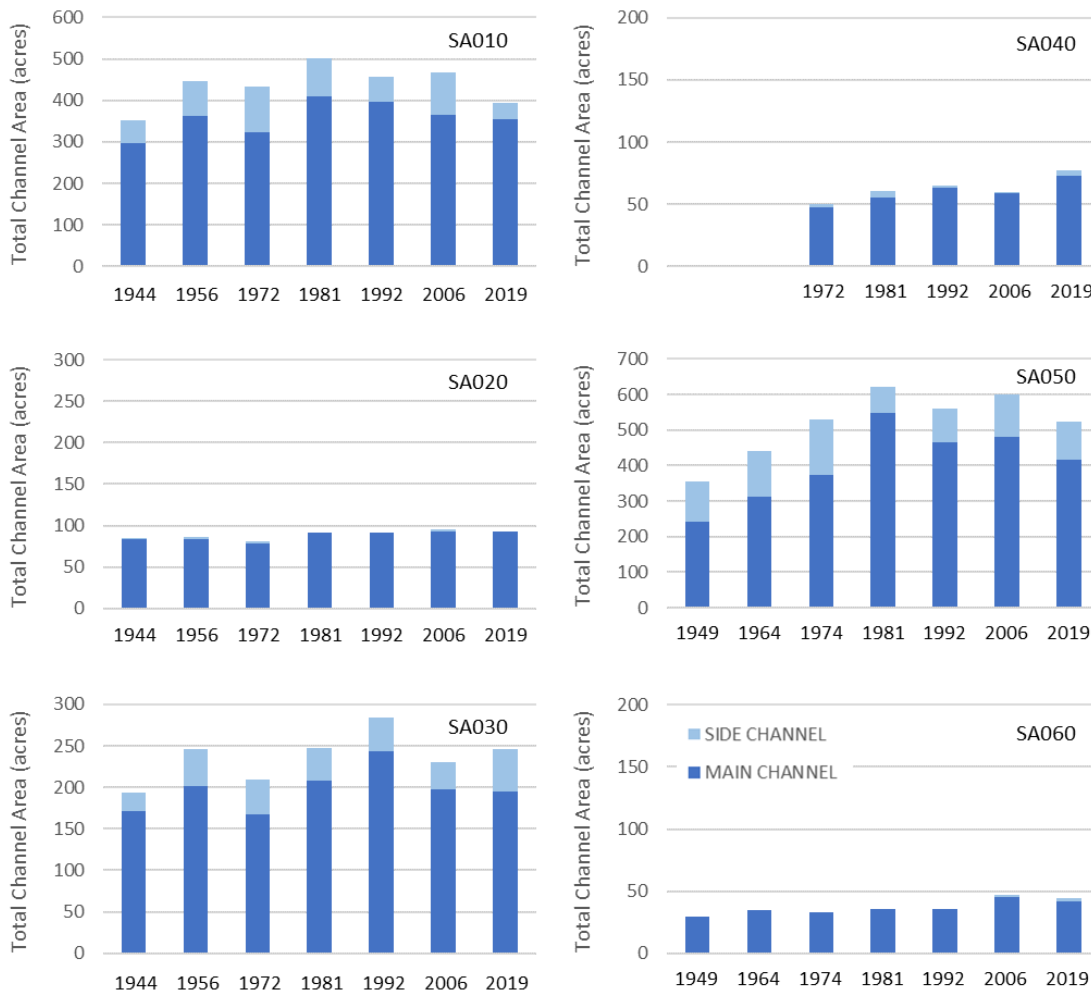 Total Channel Area (acres)
600
500
400
300
200
100
0
SA010
1944 1956 1972 1981 1992 2006 2019
Total Channel Area (acres)
200
150
100
50
0
SA040
1972 1981 1992 2006 2019
Total Channel Area (acres)
300
250
200
150
100
50
0
SA020
1944 1956 1972 1981 1992 2006 2019
Total Channel Area (acres)
700
600
500
400
300
200
100
0
SA050
1949 1964 1974 1981 1992 2006 2019
Total Channel Area (acres)
300
250
200
150
100
50
0
SA030
1944 1956 1972 1981 1992 2006 2019
Total Channel Area (acres)
200
150
100
50
0
SIDE CHANNEL
MAIN CHANNEL
SA060
1949 1964 1974 1981 1992 2006 2019